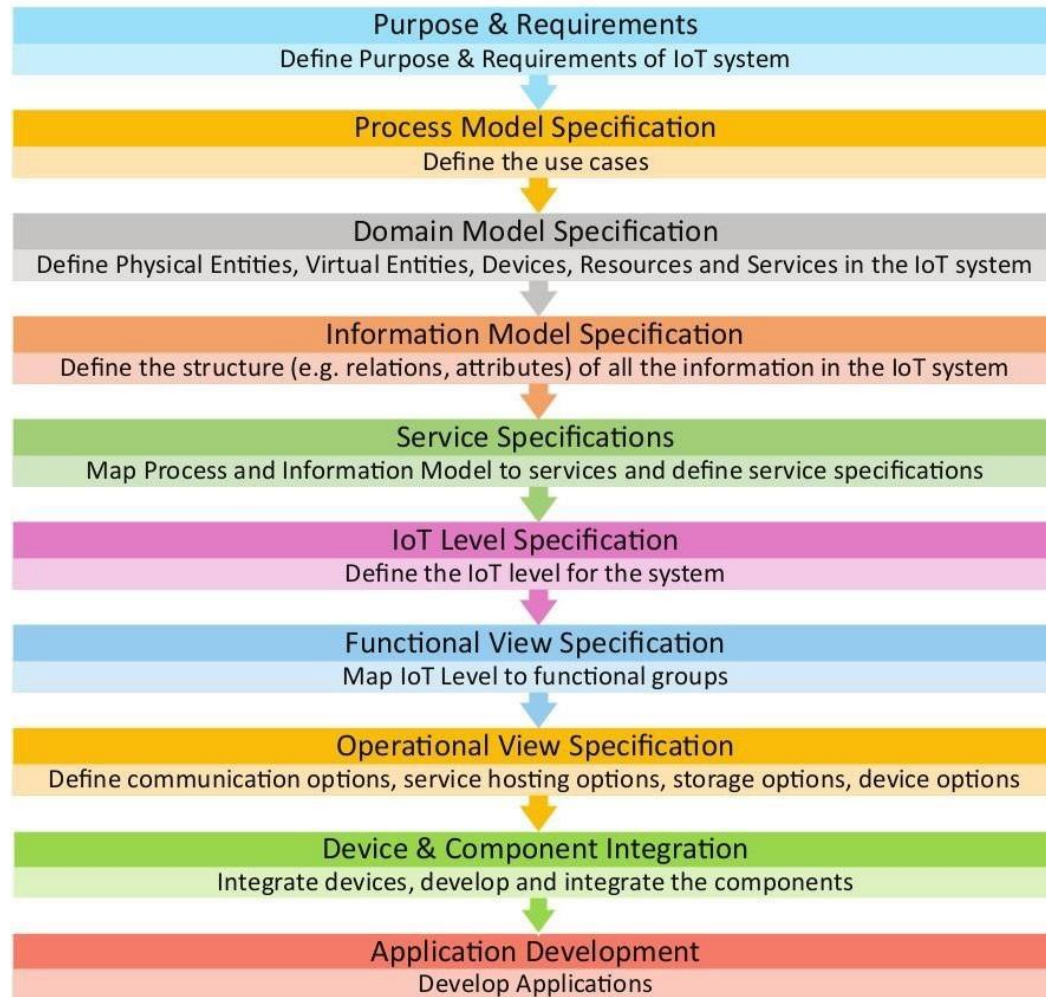 Purpose & Requirements
Define Purpose & Requirements of IoT system
Process Model Specification
Define the use cases
Domain Model Specification
Define Physical Entities, Virtual Entities, Devices, Resources and Services in the IoT system
Information Model Specification
Define the structure (e.g. relations, attributes) of all the information in the IoT system
Service Specifications
Map Process and Information Model to services and define service specifications
IoT Level Specification
Define the IoT level for the system
Functional View Specification
Map IoT Level to functional groups
Operational View Specification
Define communication options, service hosting options, storage options, device options
Device & Component Integration
Integrate devices, develop and integrate the components
Application Development
Develop Applications